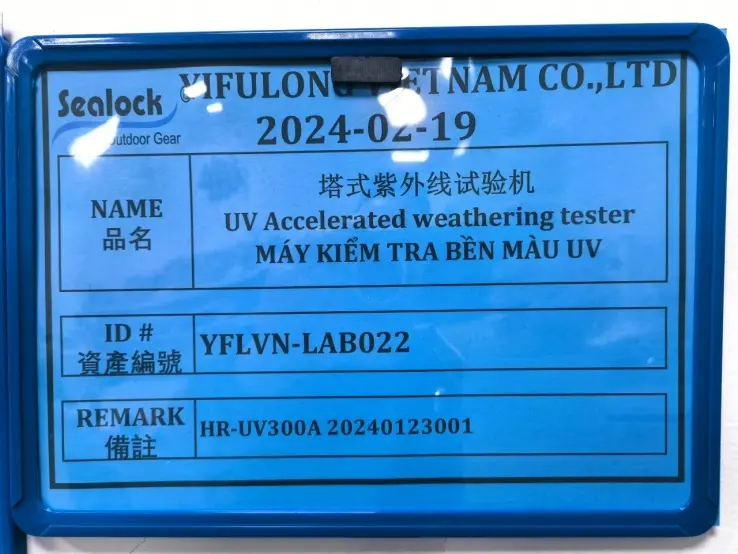 Sealock
Outdoor Gear
YIFULONG VIETNAM CO.,LTD
2024-02-19
NAME
品名
塔式紫外线试验机
UV Accelerated weathering tester
MÁY KIỂM TRA BỀN MÀU UV
ID #
資產編號
YFLVN-LAB022
REMARK
備註
HR-UV300A 20240123001